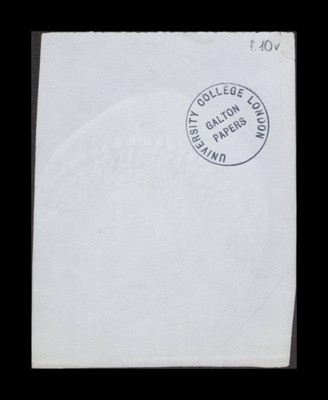 f.10v
UNIVERSITY COLLEGE LONDON
GALTON
PAPERS